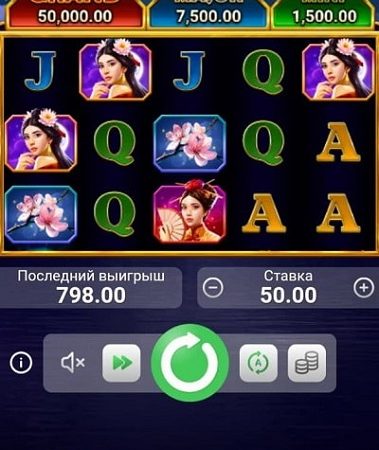 50,000.00 7,500.00 1,500.00
J J Q
Q Q A
Q A A
Последний выигрыш Ставка
798.00 50.00
A